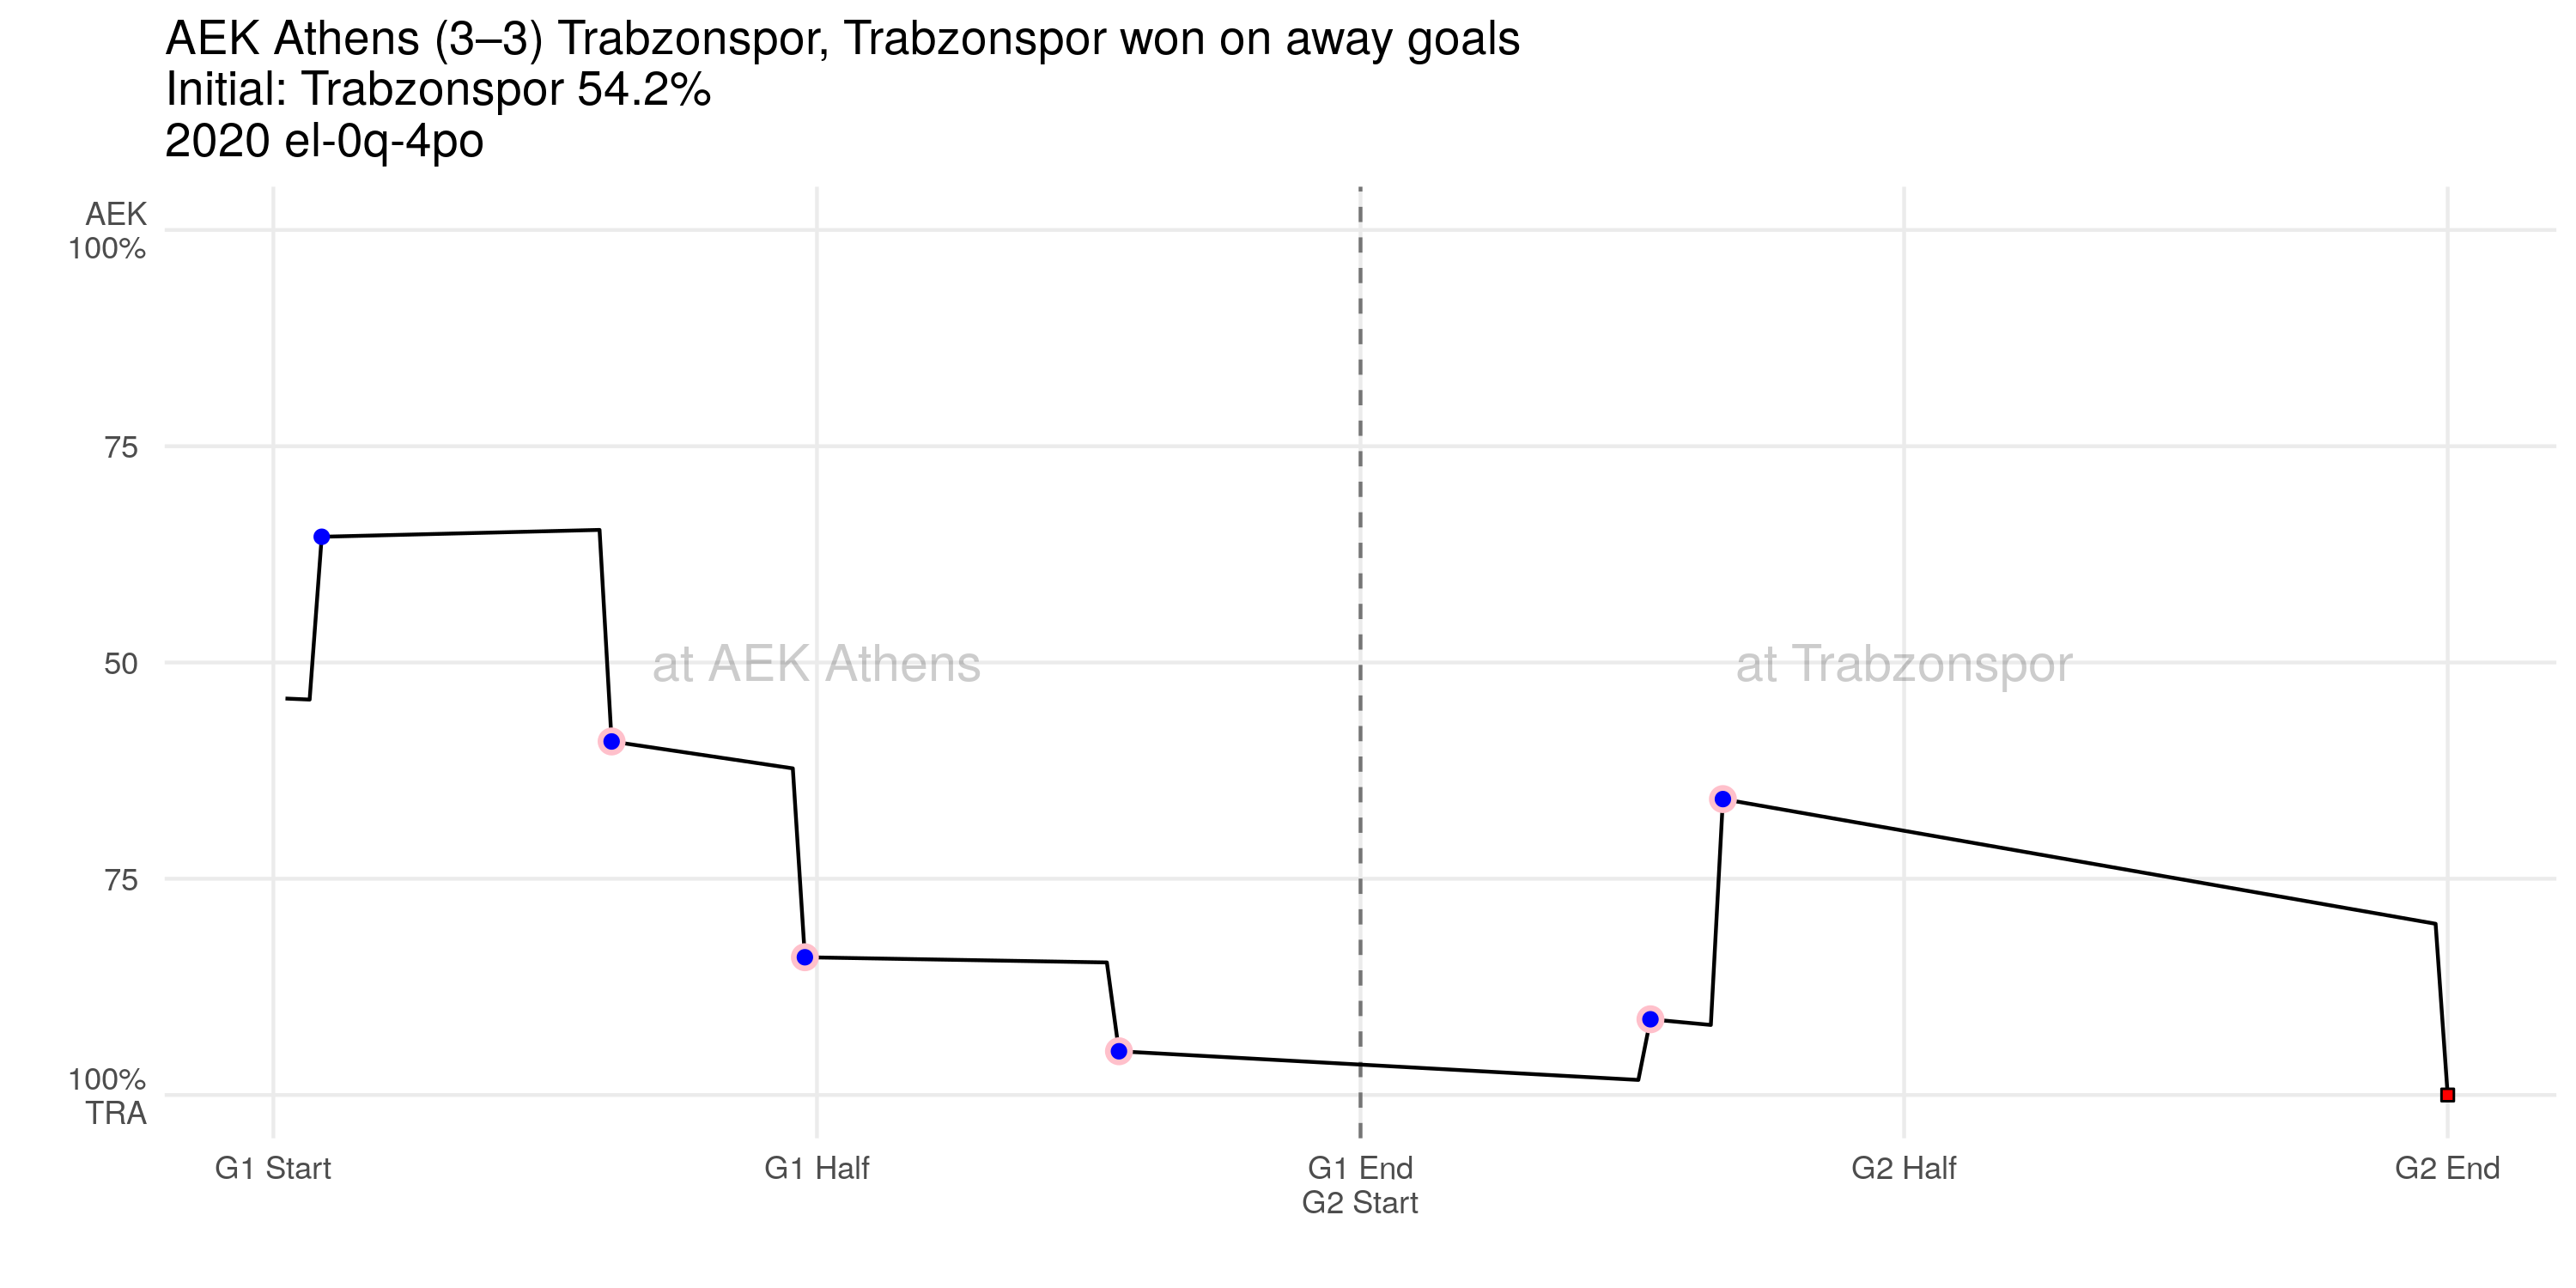 AEK Athens (3–3) Trabzonspor, Trabzonspor won on away goals
Initial: Trabzonspor 54.2%
2020 el-0q-4po
AEK
100%
75
50
75
100%
TRA
at AEK Athens
at Trabzonspor
G1 Start
G1 Half
G1 End
G2 Start
G2 Half
G2 End